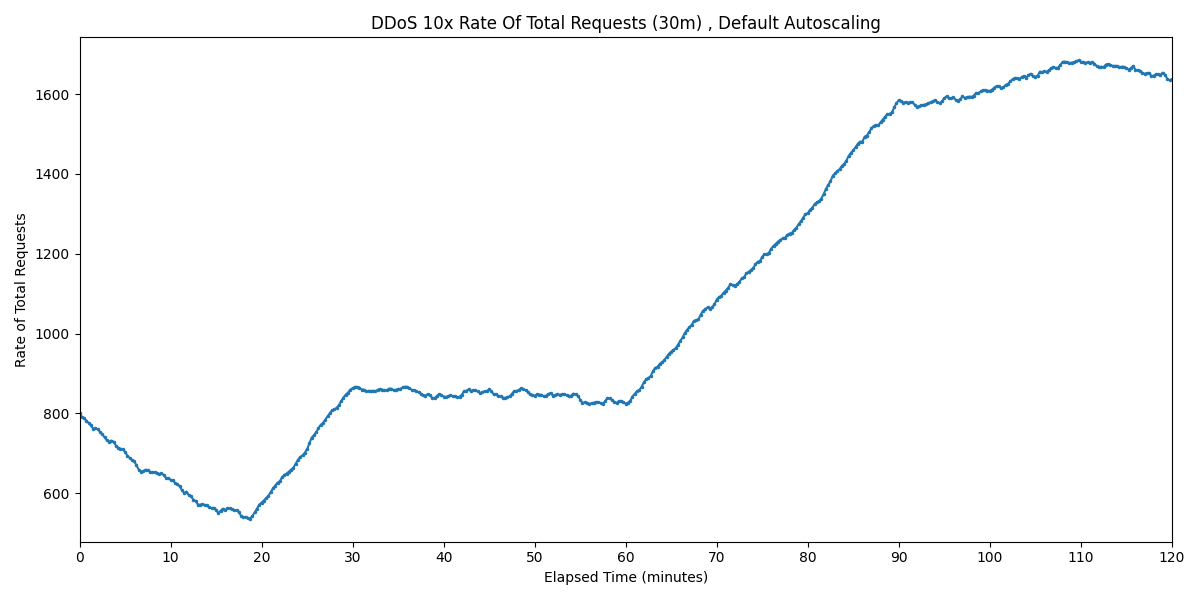 DDoS 10x Rate Of Total Requests (30m) , Default Autoscaling
1600
1400
1200
1000
800
600
Rate of Total Requests
0 10 20 30 40 50 60 70 80 90 100 110 120
Elapsed Time (minutes)